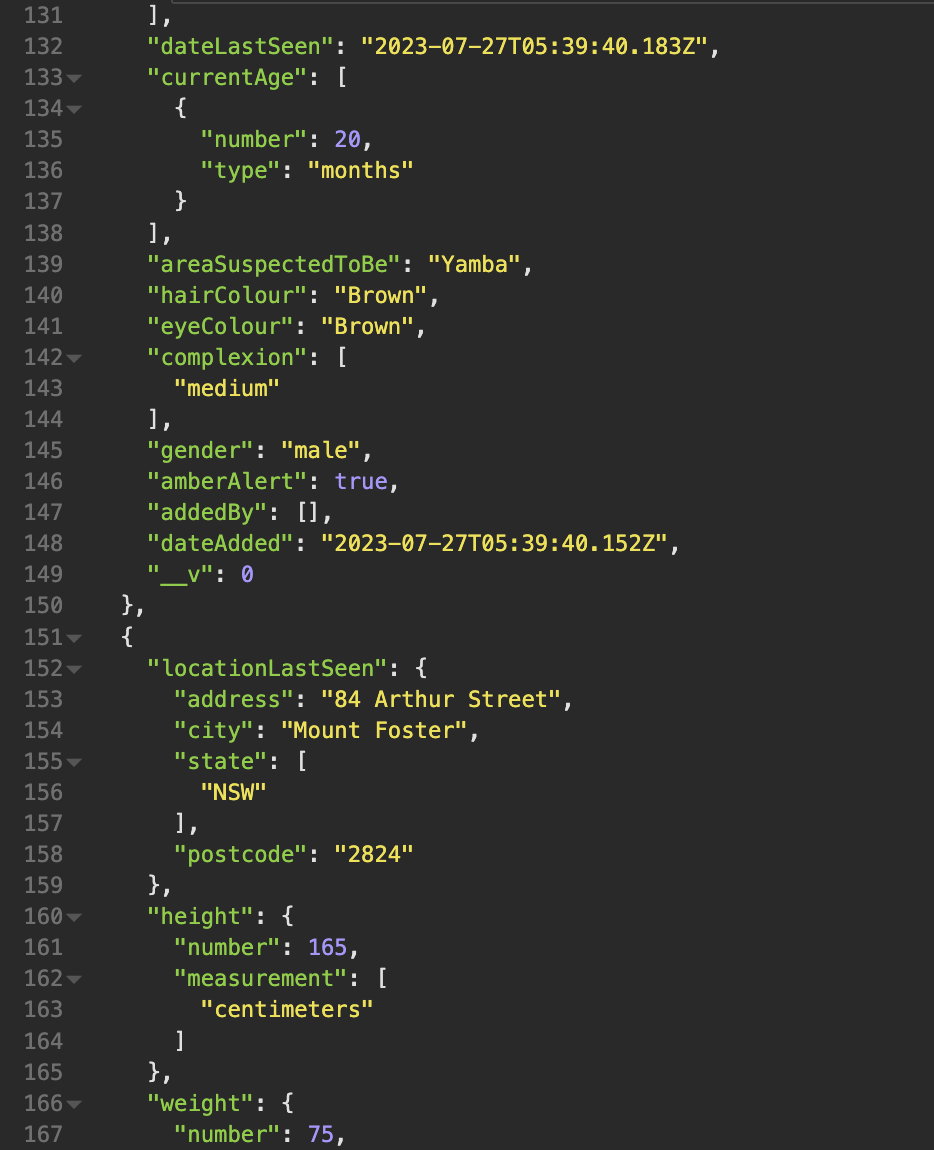 131 ],
132 "dateLastSeen": "2023-07-27T05:39:40.183Z",
133 "currentAge": [
134 {
135 "number": 20,
136 "type": "months"
137 }
138 ],
139 "areaSuspectedToBe": "Yamba",
140 "hairColour": "Brown",
141 "eyeColour": "Brown",
142 "complexion": [
143 "medium"
144 ],
145 "gender": "male",
146 "amberAlert": true,
147 "addedBy": [],
148 "dateAdded": "2023-07-27T05:39:40.152Z",
149 "__v": 0
150 },
151 {
152 "locationLastSeen": {
153 "address": "84 Arthur Street",
154 "city": "Mount Foster",
155 "state": [
156 "NSW"
157 ],
158 "postcode": "2824"
159 },
160 "height": {
161 "number": 165,
162 "measurement": [
163 "centimeters"
164 ]
165 },
166 "weight": {
167 "number": 75,